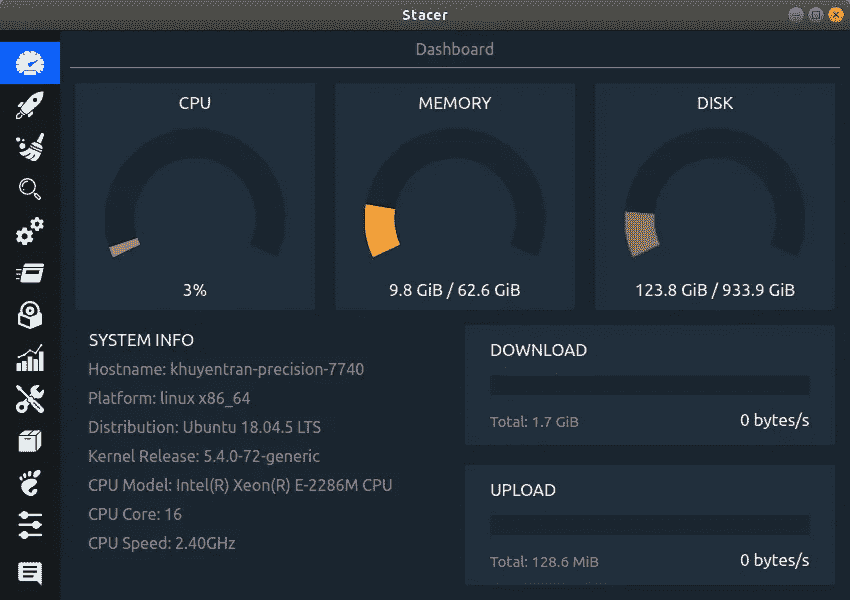 Stacer
Dashboard
CPU
MEMORY
DISK
3%
9.8 GiB / 62.6 GiB
123.8 GiB / 933.9 GiB
SYSTEM INFO
Hostname: khuyentran-precision-7740
Platform: linux x86_64
Distribution: Ubuntu 18.04.5 LTS
Kernel Release: 5.4.0-72-generic
CPU Model: Intel(R) Xeon(R) E-2286M CPU
CPU Core: 16
CPU Speed: 2.40GHz
DOWNLOAD
Total: 1.7 GiB
0 bytes/s
UPLOAD
Total: 128.6 MiB
0 bytes/s